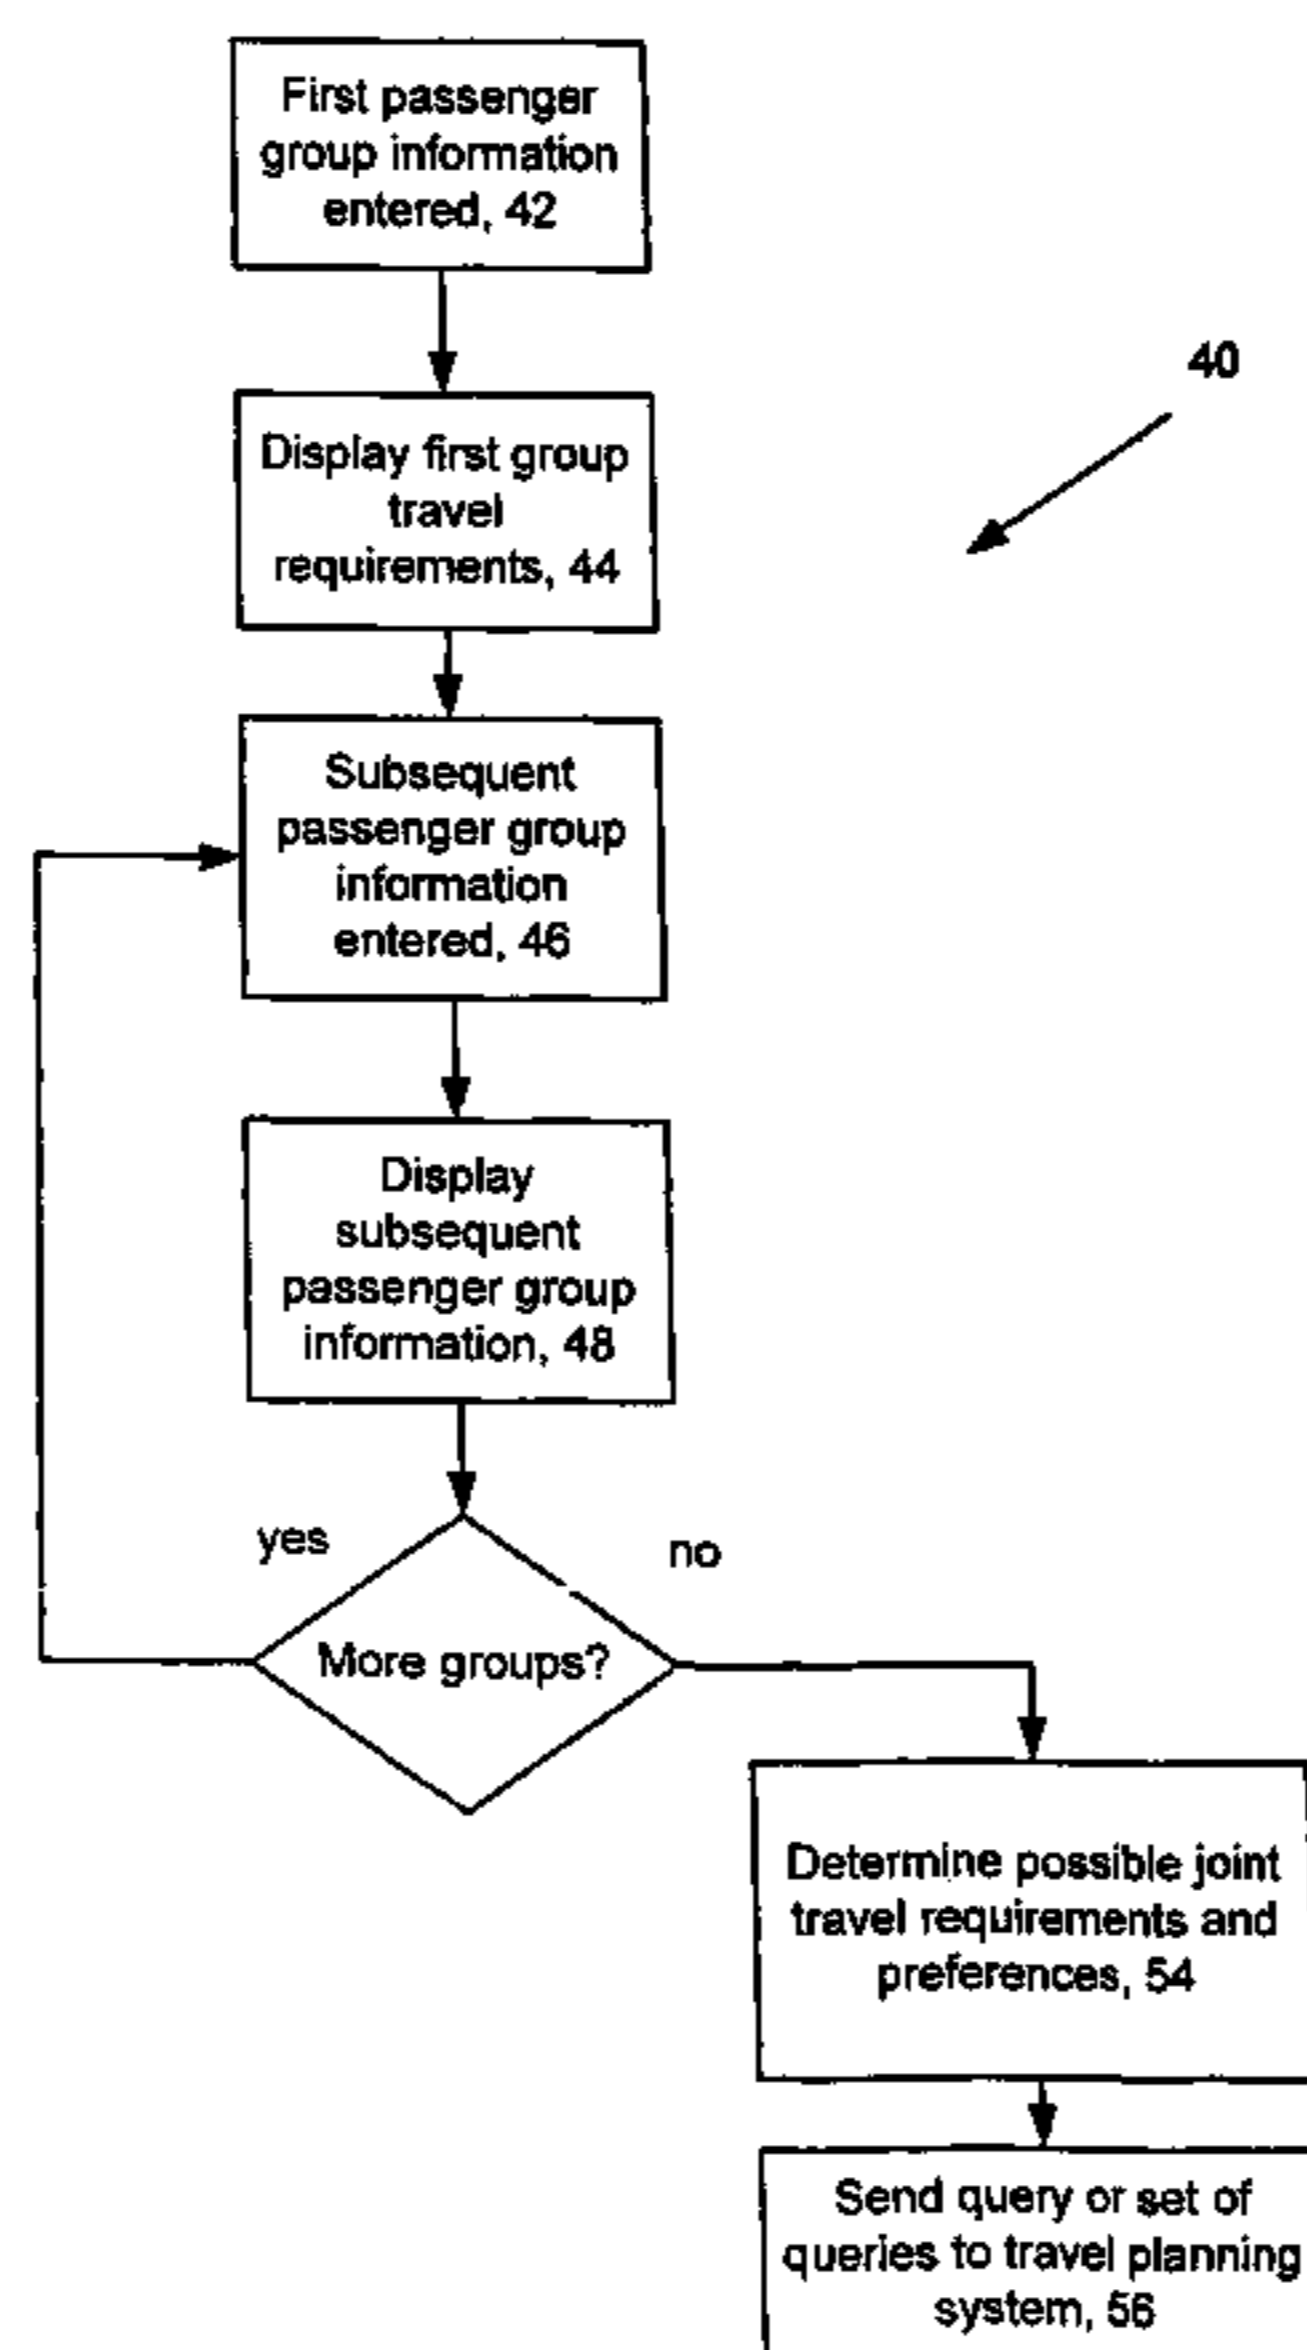 First passenger
group information
entered, 42
40
Display first group
travel
requirements, 44
Subsequent
passenger group
information
entered, 46
Display
subsequent
passenger group
information, 48
yes
no
More groups?
Determine possible joint
travel requirements and
preferences, 54
Send query or set of
queries to travel planning
system, 56